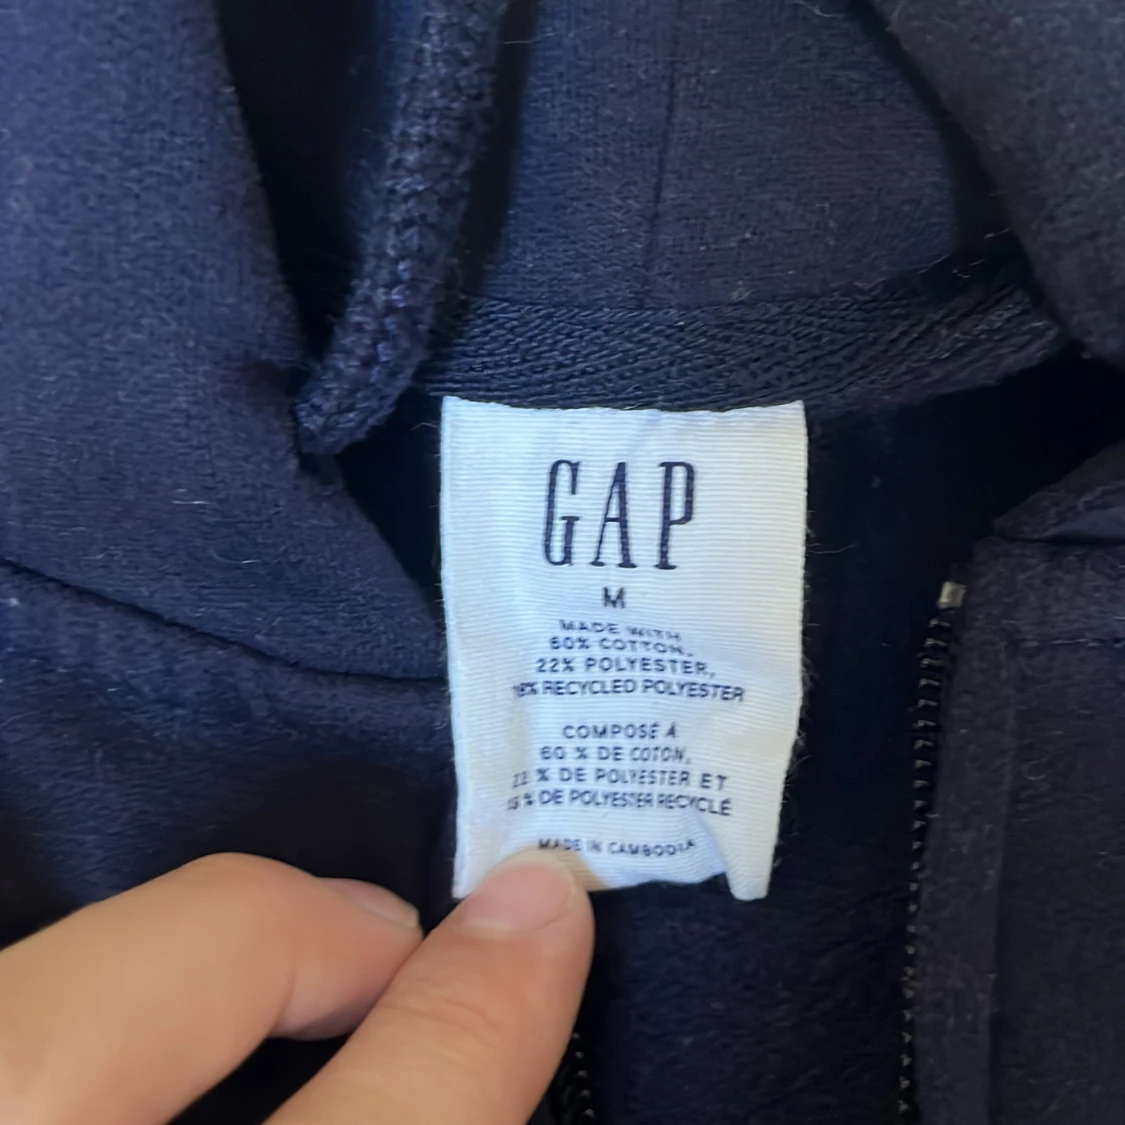 GAP
M
MADE WITH
60% COTTON,
22% POLYESTER,
18% RECYCLED POLYESTER
COMPOSÉ À
60 % DE COTON,
22 % DE POLYESTER ET
18 % DE POLYESTER RECYCLÉ
MADE IN CAMBODIA